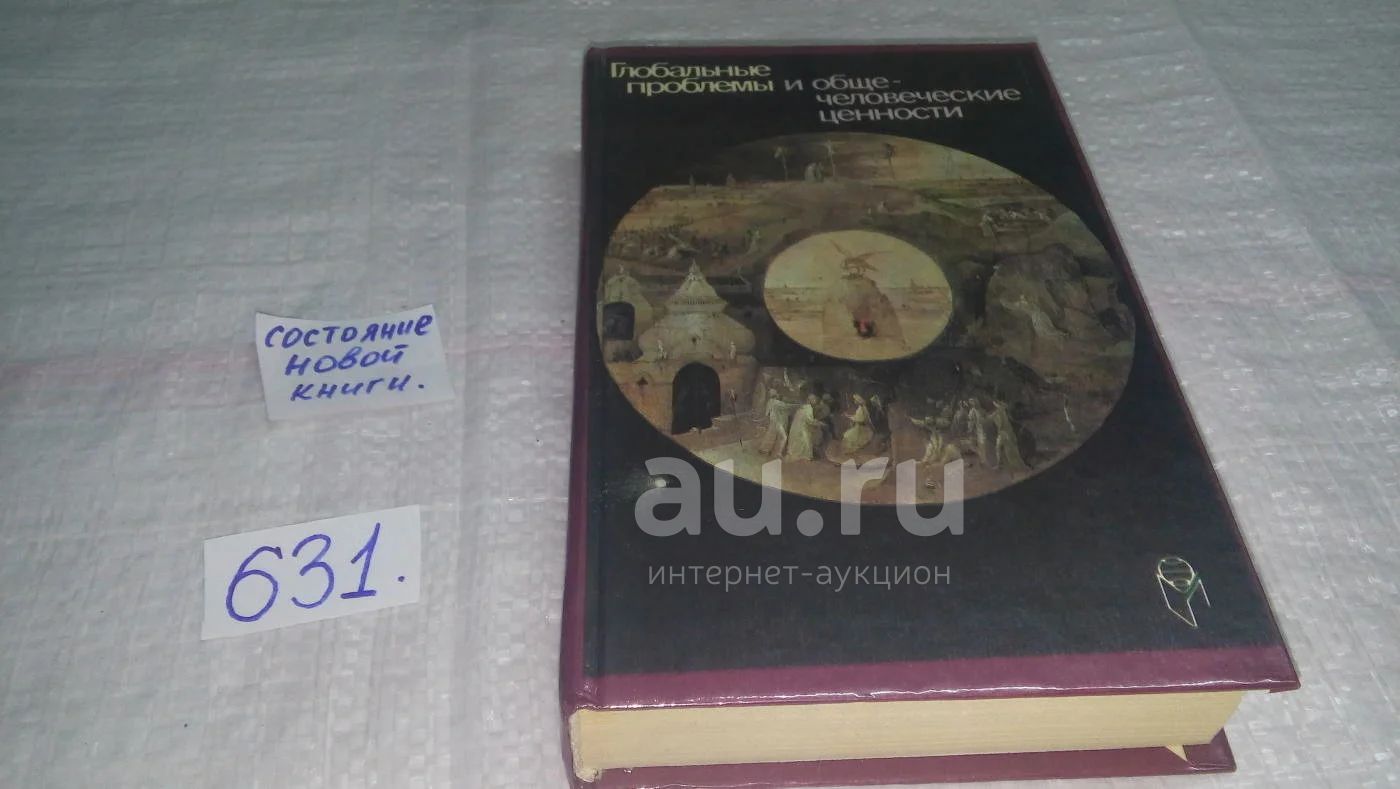 Глобальные
проблемы и обще-
человеческие
ценности
состояние
новой
книги.
631.
au.ru
интернет-аукцион